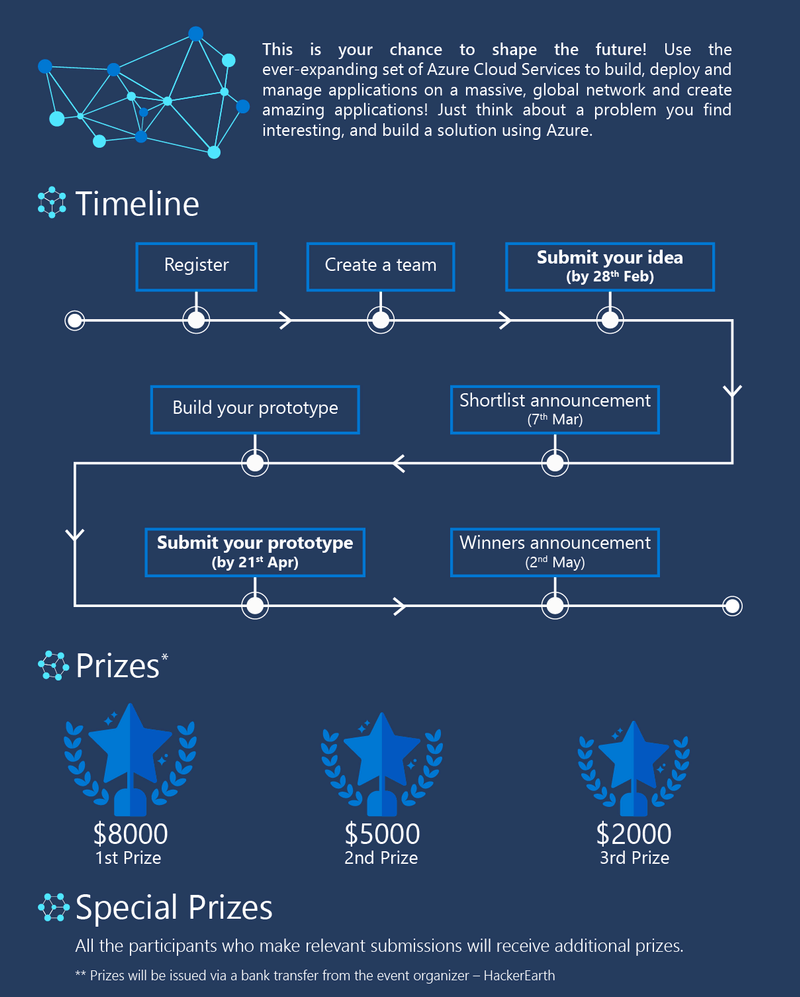 This is your chance to shape the future! Use the
ever-expanding set of Azure Cloud Services to build, deploy and
manage applications on a massive, global network and create
amazing applications! Just think about a problem you find
interesting, and build a solution using Azure.
Timeline
Register
Create a team
Submit your idea
(by 28th Feb)
Shortlist announcement
(7th Mar)
Build your prototype
Submit your prototype
(by 21st Apr)
Winners announcement
(2nd May)
Prizes*
$8000
1st Prize
$5000
2nd Prize
$2000
3rd Prize
Special Prizes
All the participants who make relevant submissions will receive additional prizes.
** Prizes will be issued via a bank transfer from the event organizer – HackerEarth